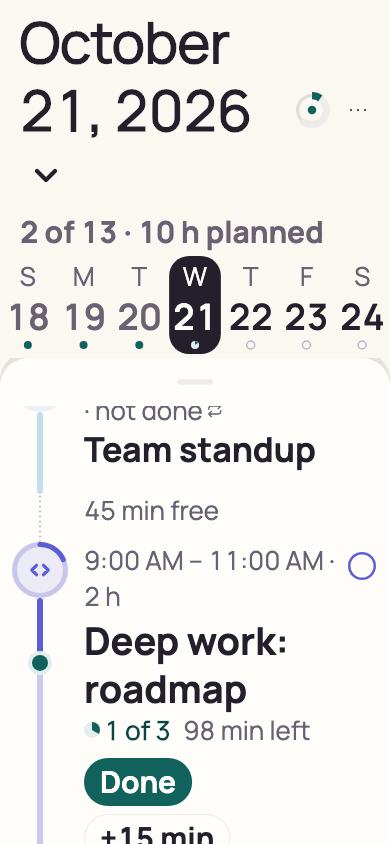 October
21, 2026
2 of 13 · 10 h planned
S M T W T F S
18 19 20 21 22 23 24
· not done
Team standup
45 min free
9:00 AM – 11:00 AM ·
2 h
Deep work:
roadmap
1 of 3 98 min left
Done
+15 min